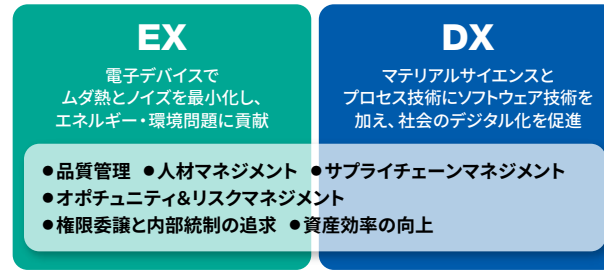 EX
電子デバイスで
ムダ熱とノイズを最小化し、
エネルギー・環境問題に貢献
DX
マテリアルサイエンスと
プロセス技術にソフトウェア技術を
加え、社会のデジタル化を促進
●品質管理 ●人材マネジメント ●サプライチェーンマネジメント
●オポチュニティ&リスクマネジメント
●権限委譲と内部統制の追求 ●資産効率の向上